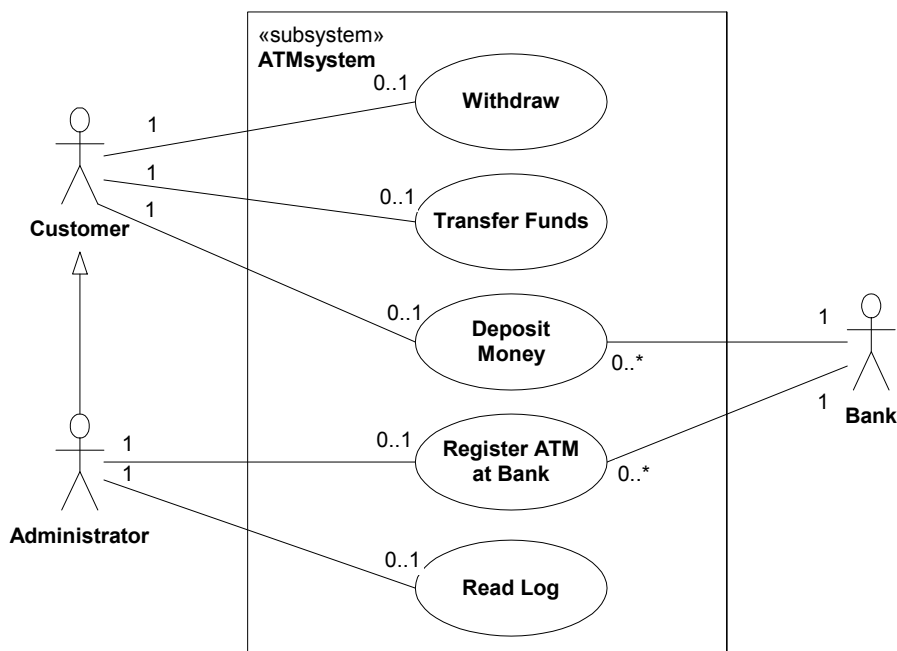 «subsystem»
ATMsystem
0..1
Withdraw
1
1
0..1
Transfer Funds
1
Customer
0..1
Deposit
Money
1
0..*
Bank
1
1
0..1
Register ATM
at Bank
0..*
1
Administrator
0..1
Read Log